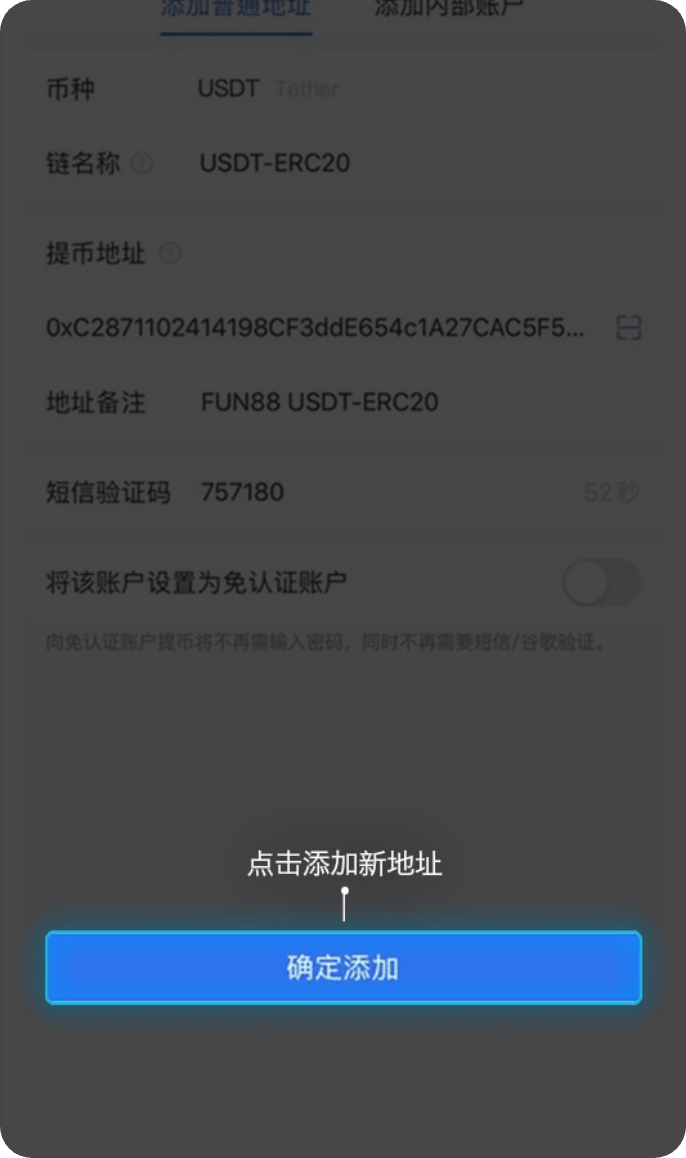 添加普通地址 添加内部账户
币种 USDT Tether
链名称 ? USDT-ERC20
提币地址 ?
0xC2871102414198CF3ddE654c1A27CAC5F5...
地址备注 FUN88 USDT-ERC20
短信验证码 757180 52秒
将该账户设置为免认证账户
向免认证账户提币将不再需输入密码，同时不再需要短信/谷歌验证。
点击添加新地址
确定添加